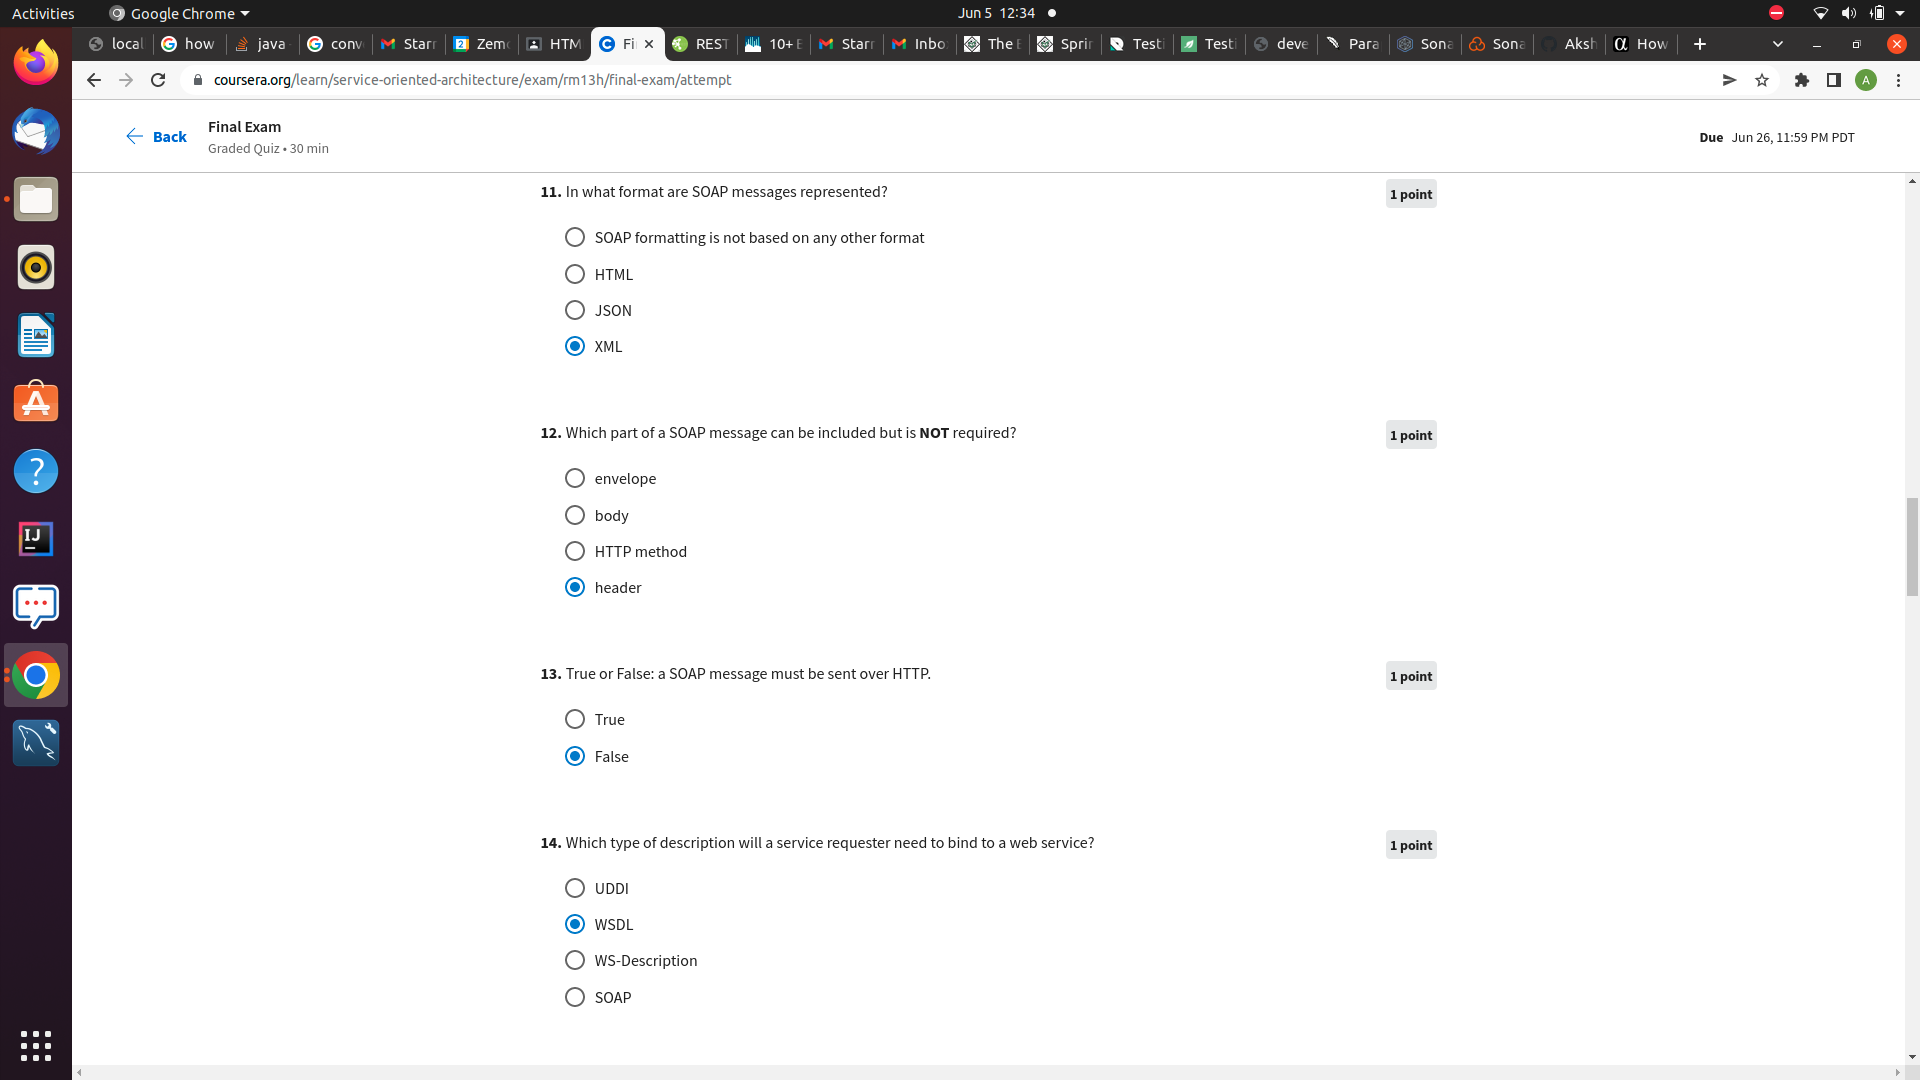 Activities Google Chrome Jun 5 12:34
local how java conv Starr Zem HTM Fi REST 10+ E Starr Inbo The E Sprin Testi Testi deve Para Sona Sona Aksh How
coursera.org/learn/service-oriented-architecture/exam/rm13h/final-exam/attempt A
Back Final Exam
Graded Quiz • 30 min
Due Jun 26, 11:59 PM PDT
11. In what format are SOAP messages represented? 1 point
SOAP formatting is not based on any other format
HTML
JSON
XML
12. Which part of a SOAP message can be included but is NOT required? 1 point
envelope
body
HTTP method
header
13. True or False: a SOAP message must be sent over HTTP. 1 point
True
False
14. Which type of description will a service requester need to bind to a web service? 1 point
UDDI
WSDL
WS-Description
SOAP